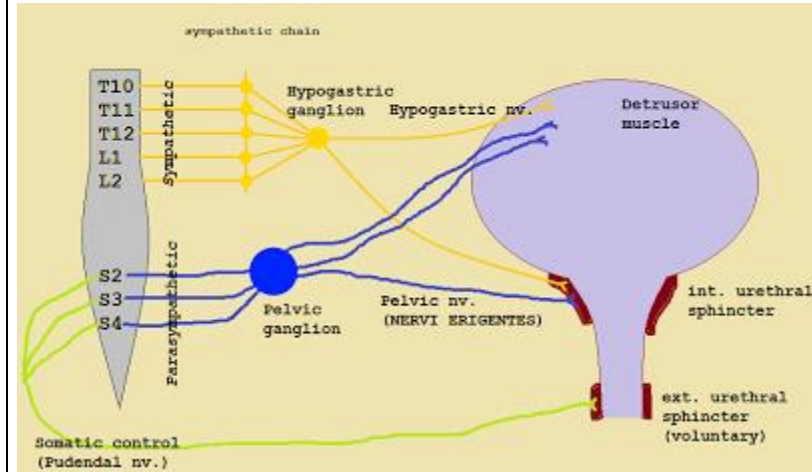 sympathetic chain
T10
T11
T12
L1
L2
Sympathetic
Hypogastric
ganglion
Hypogastric nv.
Detrusor
muscle
S2
S3
S4
Parasympathetic
Pelvic
ganglion
Pelvic nv.
(NERVI ERIGENTES)
int. urethral
sphincter
ext. urethral
sphincter
(voluntary)
Somatic control
(Pudendal nv.)